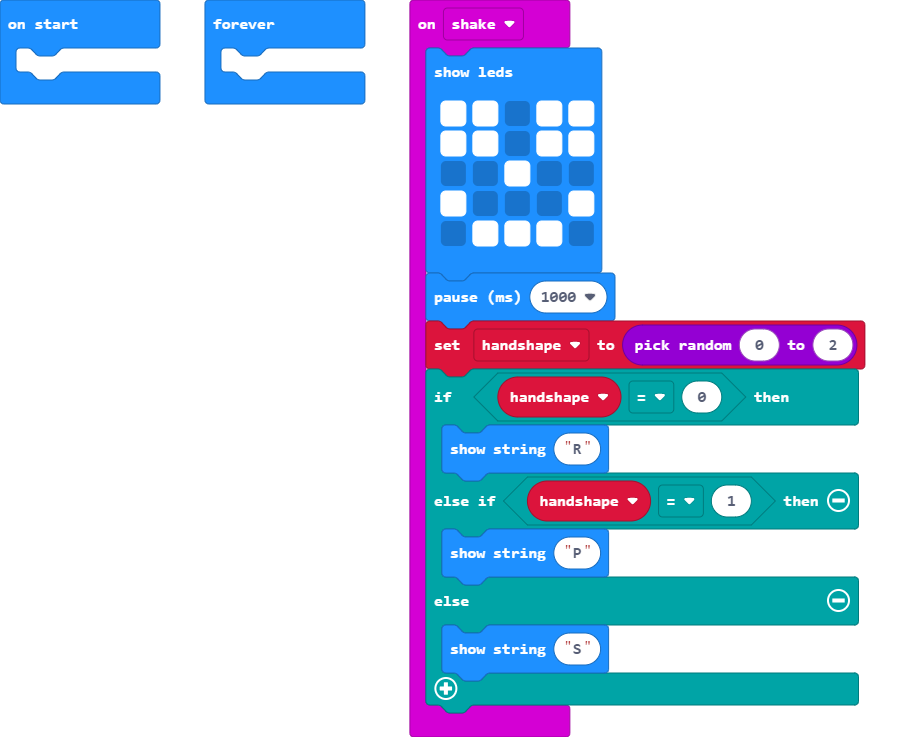 on start
forever
on shake
show leds
pause (ms) 1000
set handshape to pick random 0 to 2
if handshape = 0 then
show string "R"
else if handshape = 1 then
show string "P"
else
show string "S"